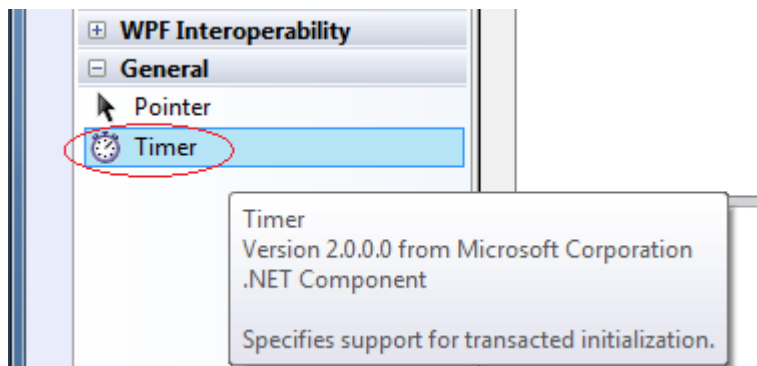 WPF Interoperability
General
Pointer
Timer
Timer
Version 2.0.0.0 from Microsoft Corporation
.NET Component
Specifies support for transacted initialization.